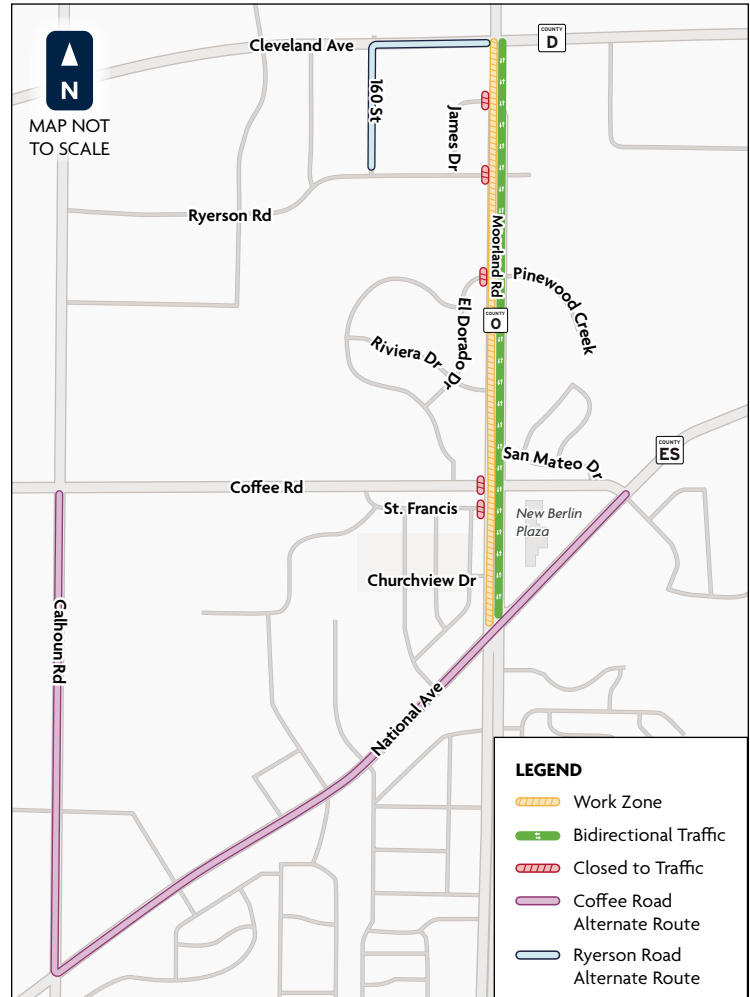 Cleveland Ave
COUNTY
D
N
MAP NOT
TO SCALE
160 St
James Dr
Ryerson Rd
Moorland Rd
Pinewood Creek
El Dorado Dr
COUNTY
O
Riviera Dr
San Mateo Dr
COUNTY
ES
Coffee Rd
St. Francis
New Berlin
Plaza
Churchview Dr
Calhoun Rd
National Ave
LEGEND
Work Zone
Bidirectional Traffic
Closed to Traffic
Coffee Road
Alternate Route
Ryerson Road
Alternate Route